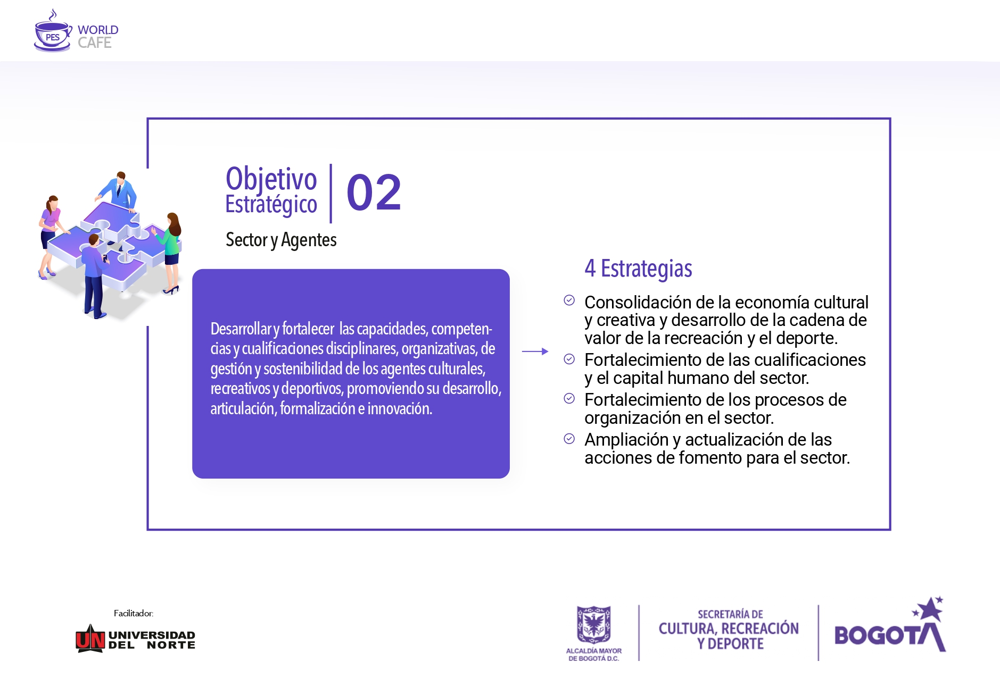 PES
WORLD
CAFÉ
Objetivo
Estratégico
02
Sector y Agentes
Desarrollar y fortalecer  las capacidades, competen-
cias y cualificaciones disciplinares, organizativas, de
gestión y sostenibilidad de los agentes culturales,
recreativos y deportivos, promoviendo su desarrollo,
articulación, formalización e innovación.
4 Estrategias
Consolidación de la economía cultural
y creativa y desarrollo de la cadena de
valor de la recreación y el deporte.
Fortalecimiento de las cualificaciones
y el capital humano del sector.
Fortalecimiento de los procesos de
organización en el sector.
Ampliación y actualización de las
acciones de fomento para el sector.
Facilitador:
UN
UNIVERSIDAD
DEL NORTE
ALCALDÍA MAYOR
DE BOGOTÁ D.C.
SECRETARÍA DE
CULTURA, RECREACIÓN
Y DEPORTE
BOGOTÁ